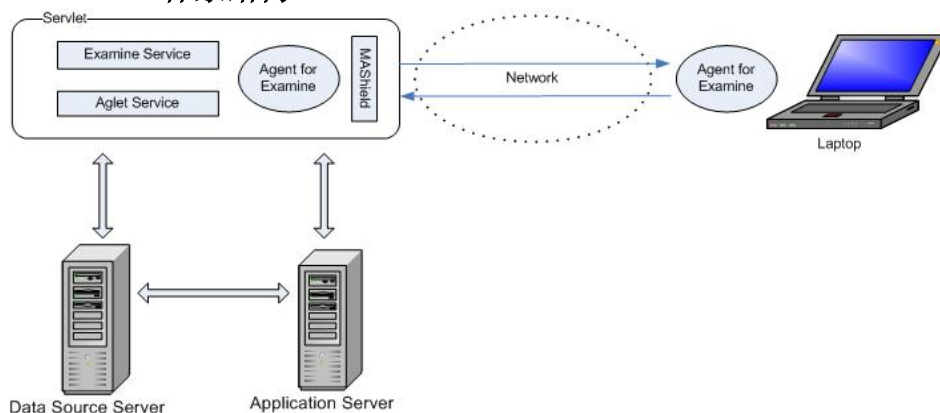 Servlet
Examine Service
Aglet Service
Agent for
Examine
MAShield
Network
Agent for
Examine
Laptop
Data Source Server
Application Server